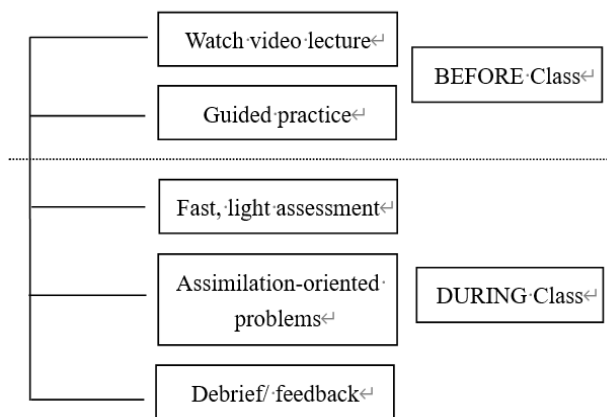 Watch video lecture↵
BEFORE Class↵
Guided practice↵
Fast, light assessment↵
Assimilation-oriented
problems↵
DURING Class↵
Debrief/ feedback↵